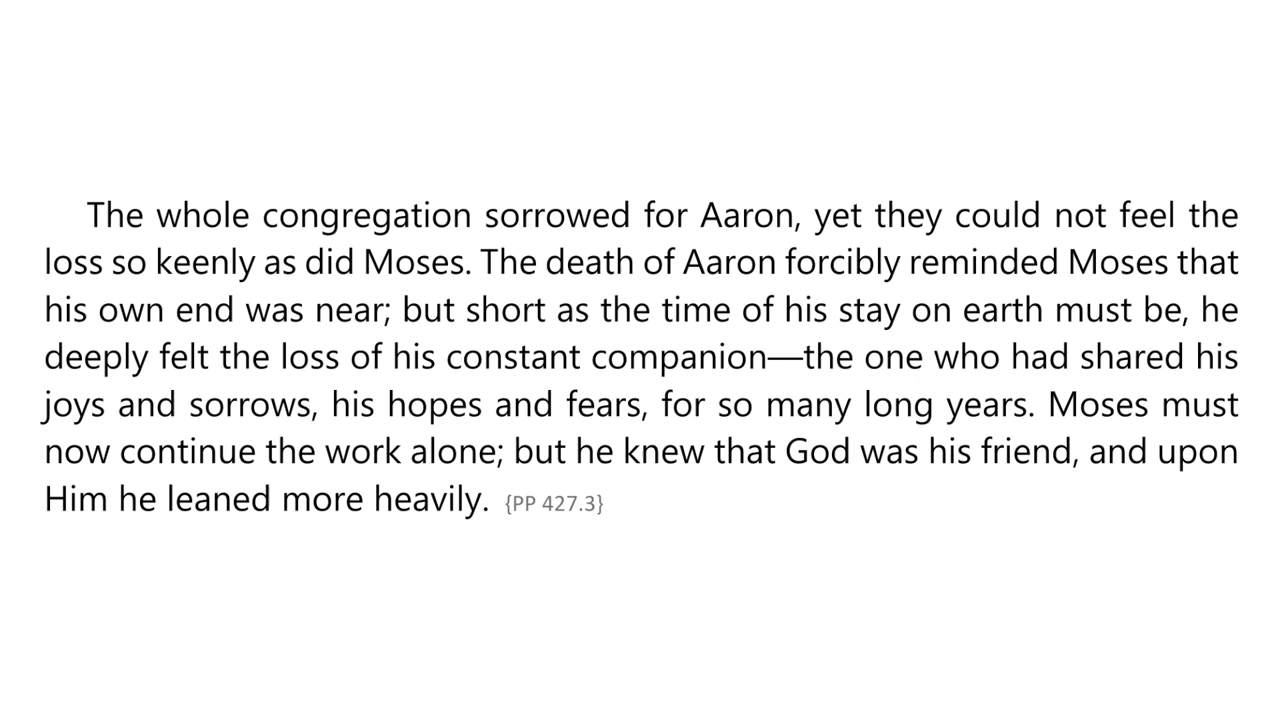 The whole congregation sorrowed for Aaron, yet they could not feel the
loss so keenly as did Moses. The death of Aaron forcibly reminded Moses that
his own end was near; but short as the time of his stay on earth must be, he
deeply felt the loss of his constant companion—the one who had shared his
joys and sorrows, his hopes and fears, for so many long years. Moses must
now continue the work alone; but he knew that God was his friend, and upon
Him he leaned more heavily. {PP 427.3}